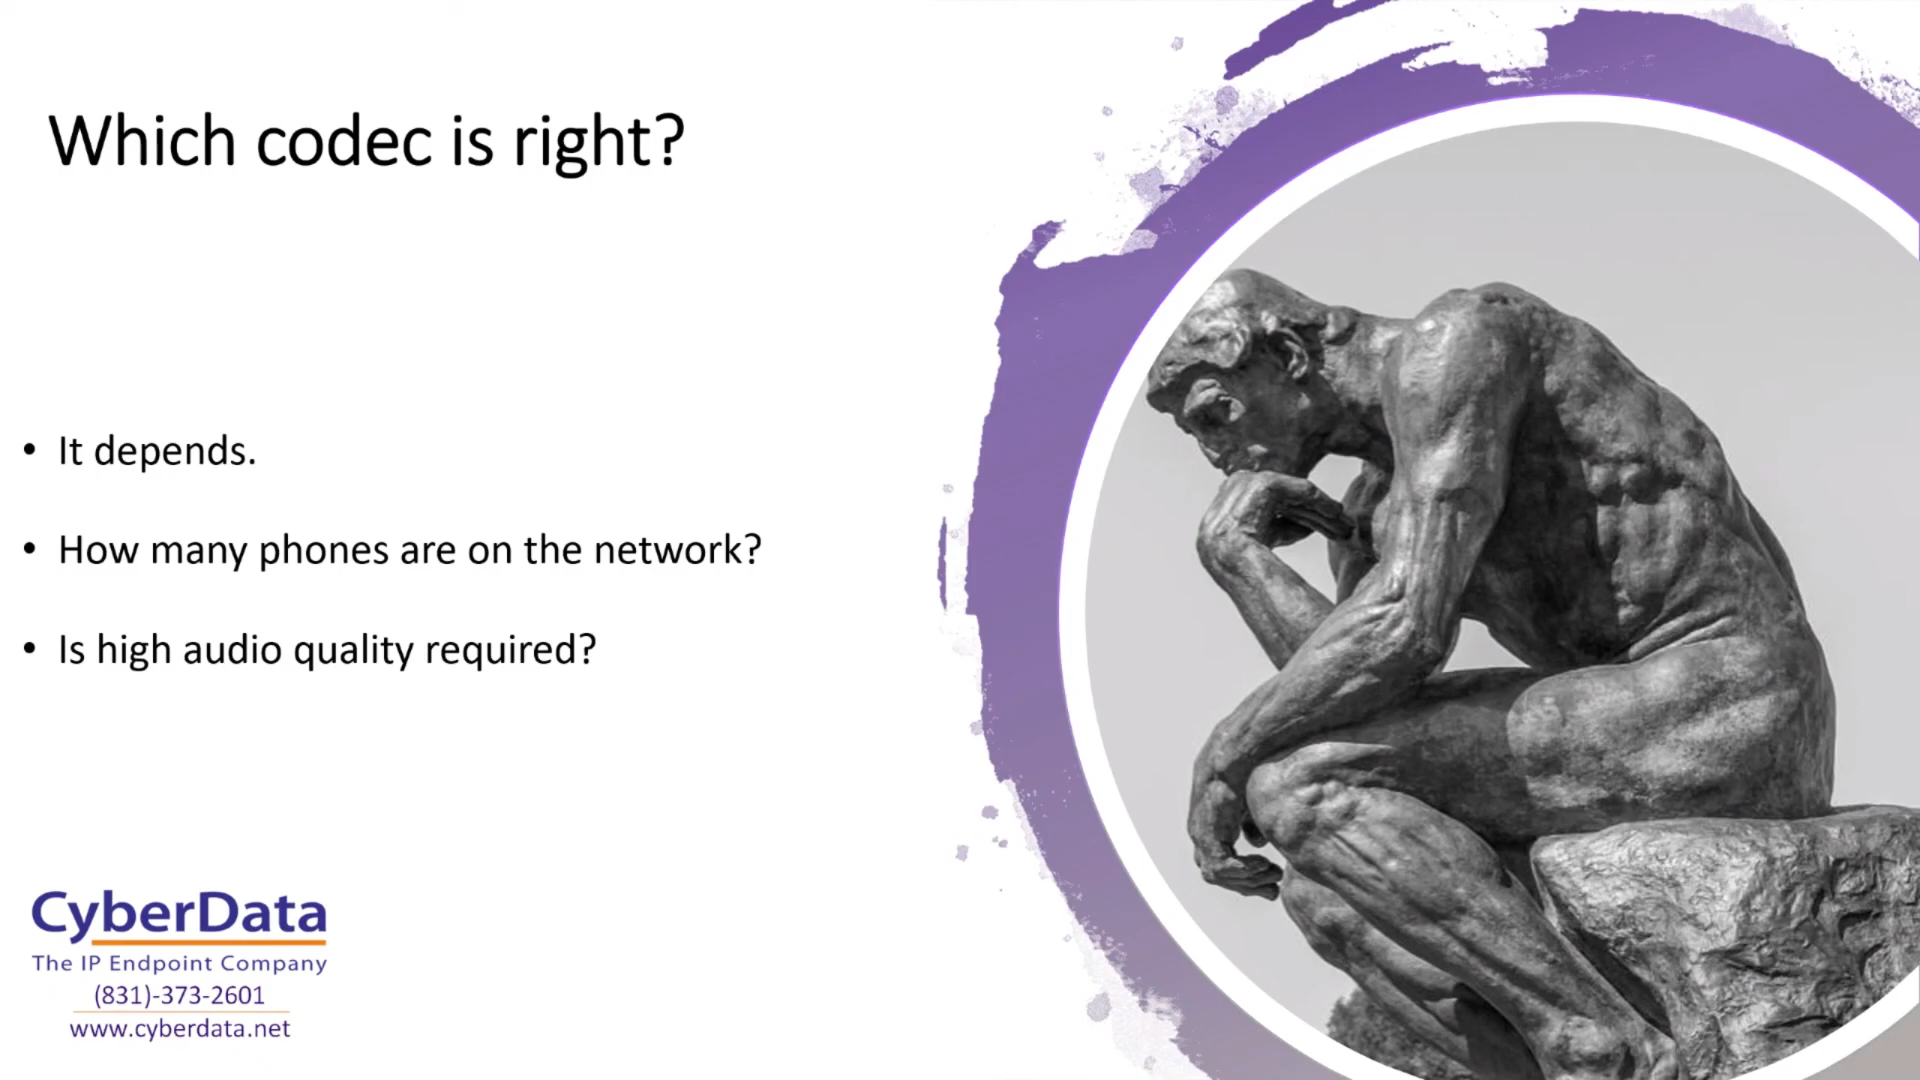 Which codec is right?
• It depends.
• How many phones are on the network?
• Is high audio quality required?
CyberData
The IP Endpoint Company
(831)-373-2601
www.cyberdata.net